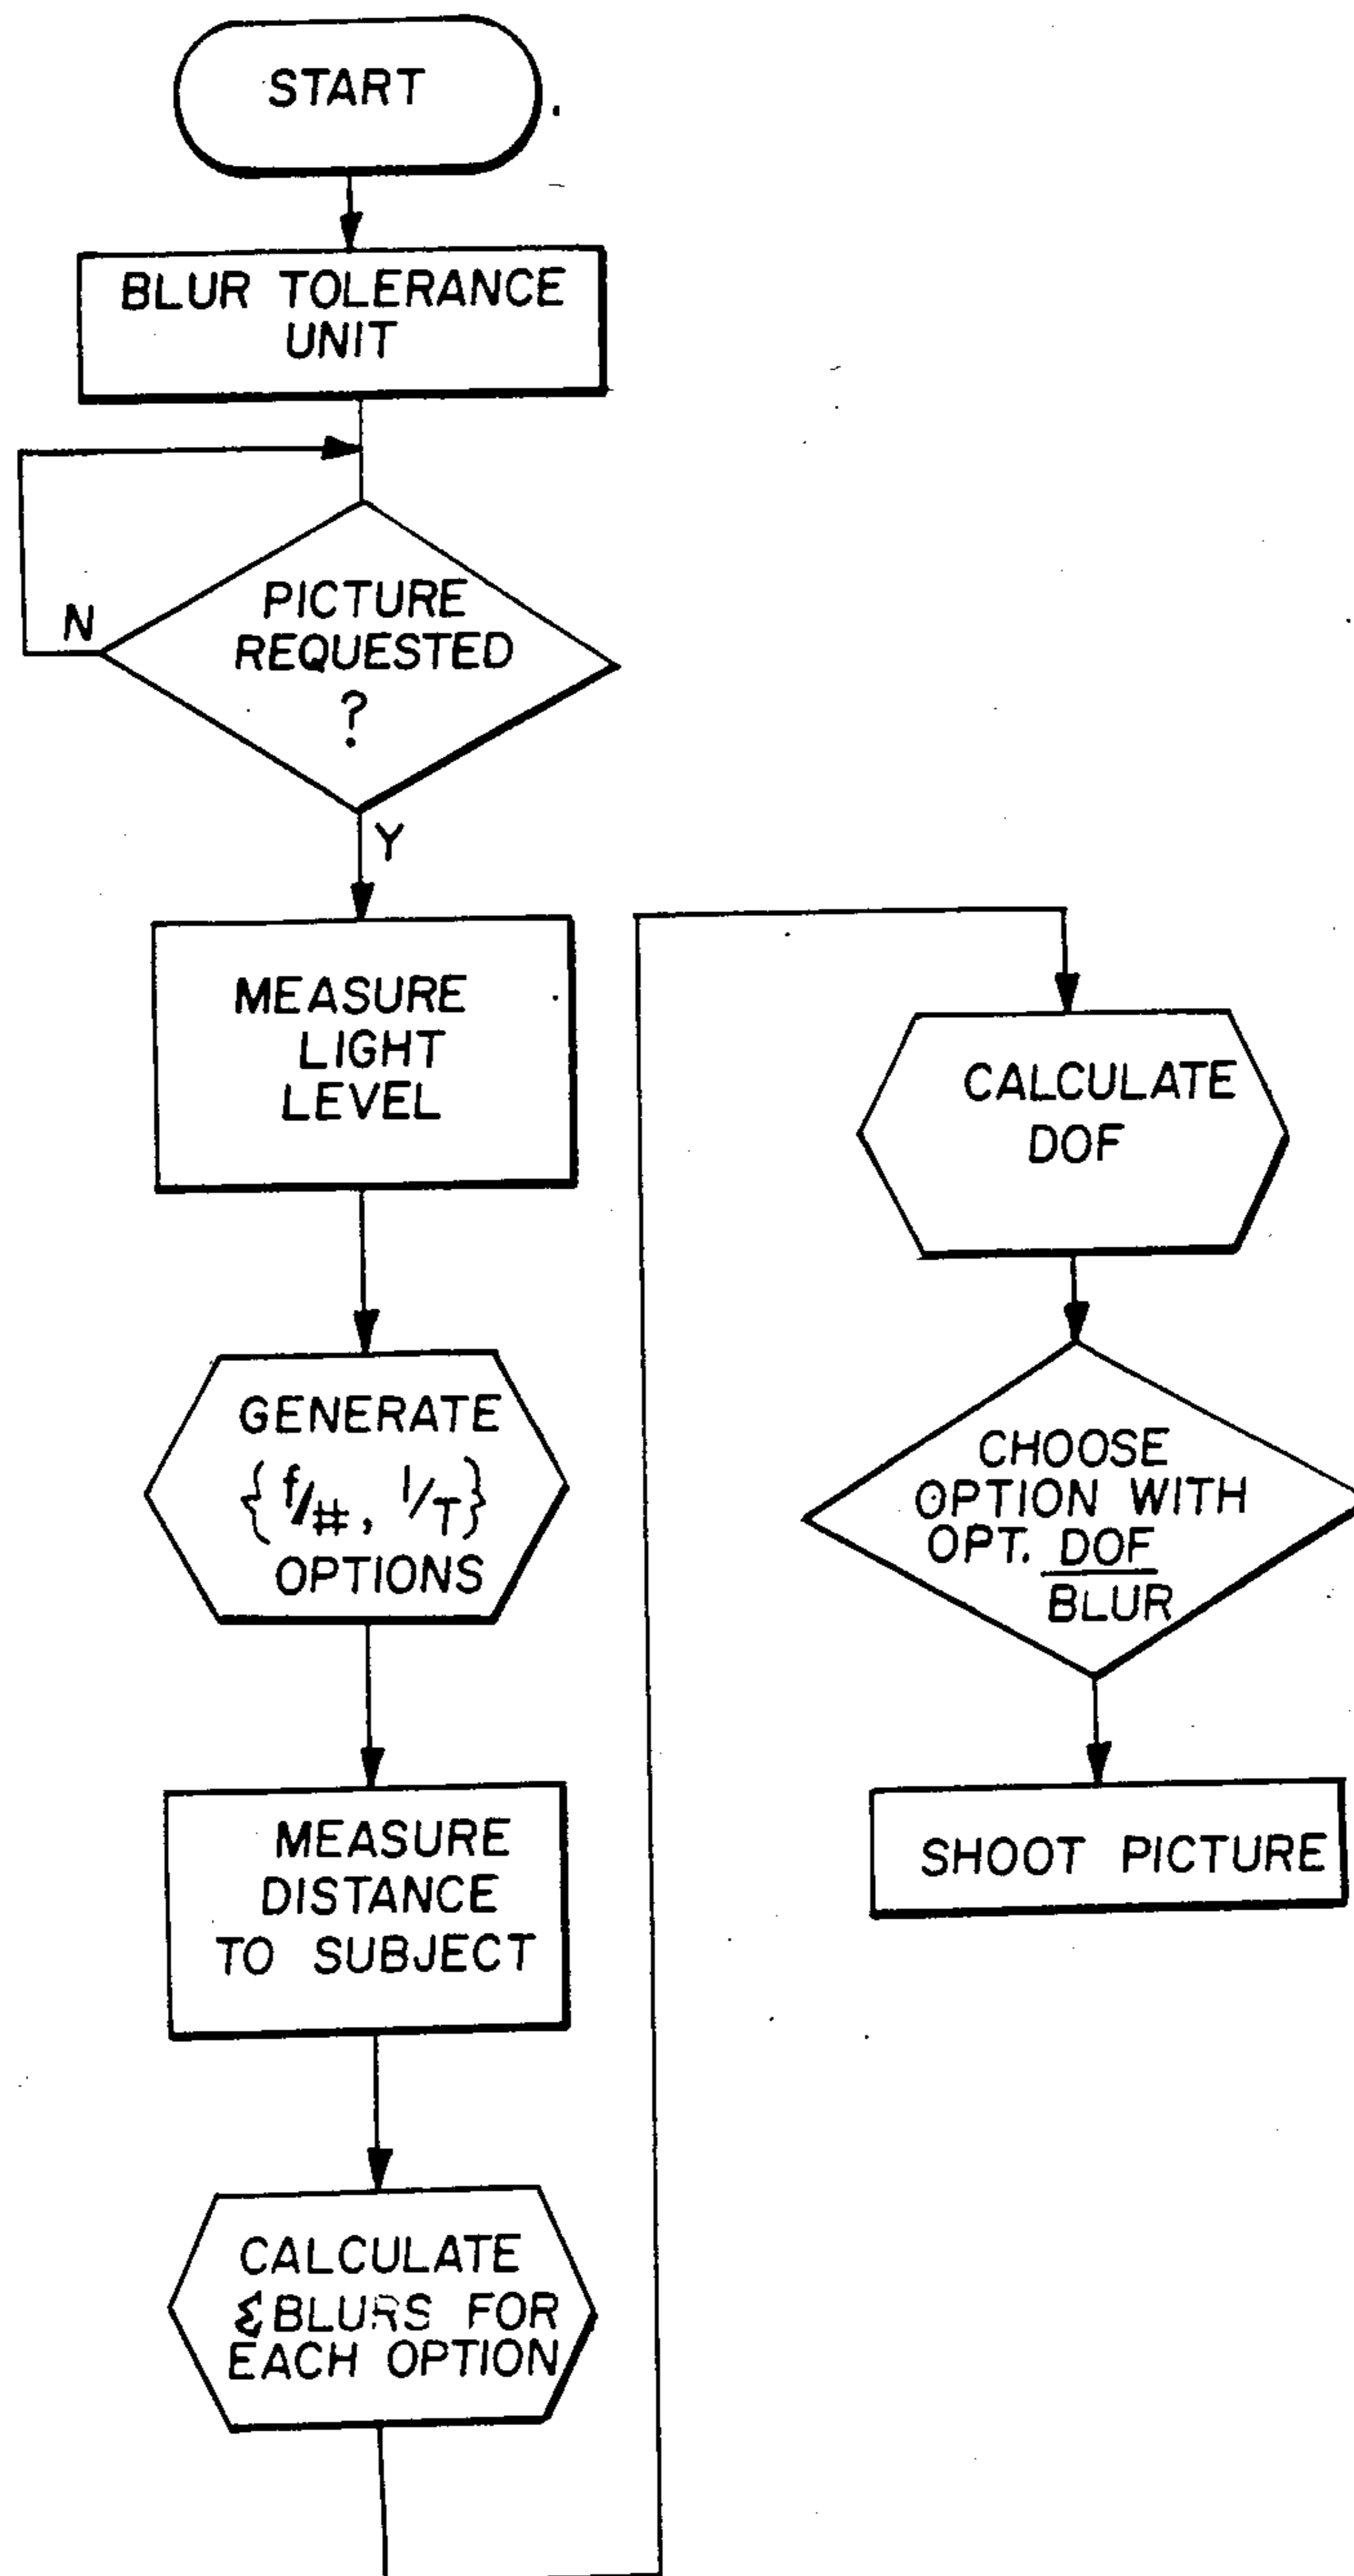 START
BLUR TOLERANCE
UNIT
N
PICTURE
REQUESTED
?
Y
MEASURE
LIGHT
LEVEL
GENERATE
{f/#, 1/T}
OPTIONS
MEASURE
DISTANCE
TO SUBJECT
CALCULATE
ΣBLURS FOR
EACH OPTION
CALCULATE
DOF
CHOOSE
OPTION WITH
OPT. DOF
BLUR
SHOOT PICTURE